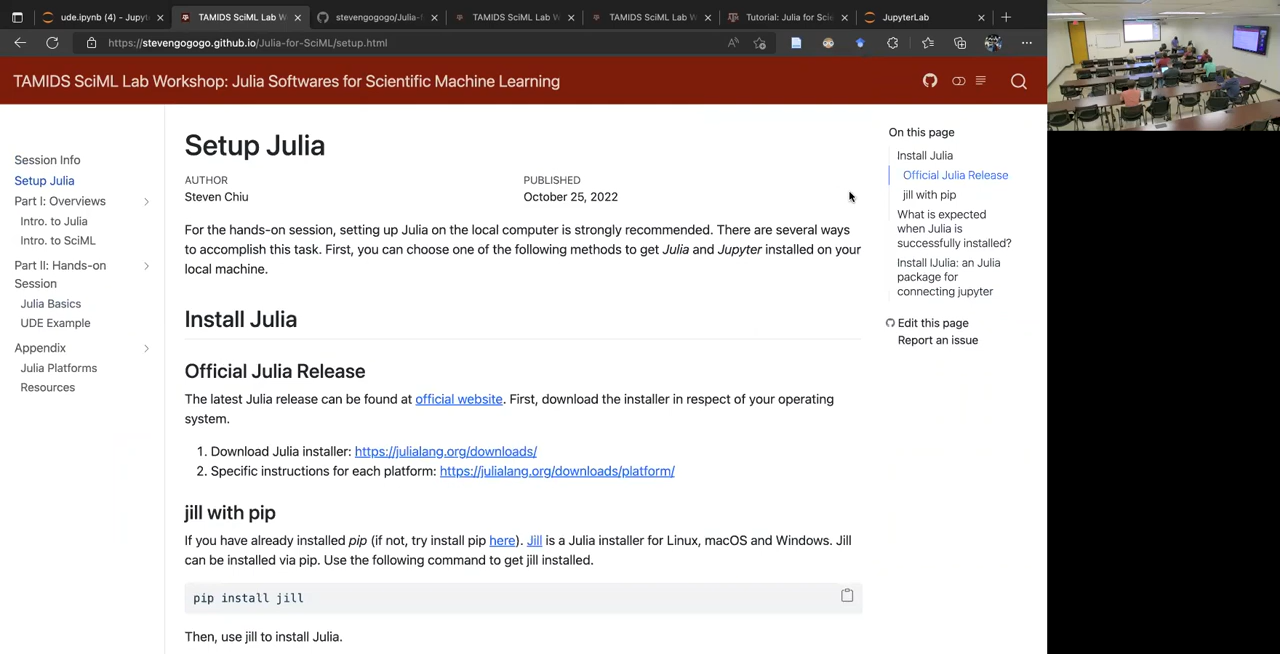 ude.ipynb (4) - Jupyt
TAMIDS SciML Lab W
stevengogogo/Julia-
TAMIDS SciML Lab W
TAMIDS SciML Lab W
Tutorial: Julia for Scie
JupyterLab
https://stevengogogo.github.io/Julia-for-SciML/setup.html
TAMIDS SciML Lab Workshop: Julia Softwares for Scientific Machine Learning
Session Info
Setup Julia
Part I: Overviews
Intro. to Julia
Intro. to SciML
Part II: Hands-on
Session
Julia Basics
UDE Example
Appendix
Julia Platforms
Resources
Setup Julia
AUTHOR
Steven Chiu
PUBLISHED
October 25, 2022
For the hands-on session, setting up Julia on the local computer is strongly recommended. There are several ways
to accomplish this task. First, you can choose one of the following methods to get Julia and Jupyter installed on your
local machine.
Install Julia
Official Julia Release
The latest Julia release can be found at official website. First, download the installer in respect of your operating
system.
1. Download Julia installer: https://julialang.org/downloads/
2. Specific instructions for each platform: https://julialang.org/downloads/platform/
jill with pip
If you have already installed pip (if not, try install pip here). Jill is a Julia installer for Linux, macOS and Windows. Jill
can be installed via pip. Use the following command to get jill installed.
pip install jill
Then, use jill to install Julia.
On this page
Install Julia
Official Julia Release
jill with pip
What is expected
when Julia is
successfully installed?
Install IJulia: an Julia
package for
connecting jupyter
Edit this page
Report an issue